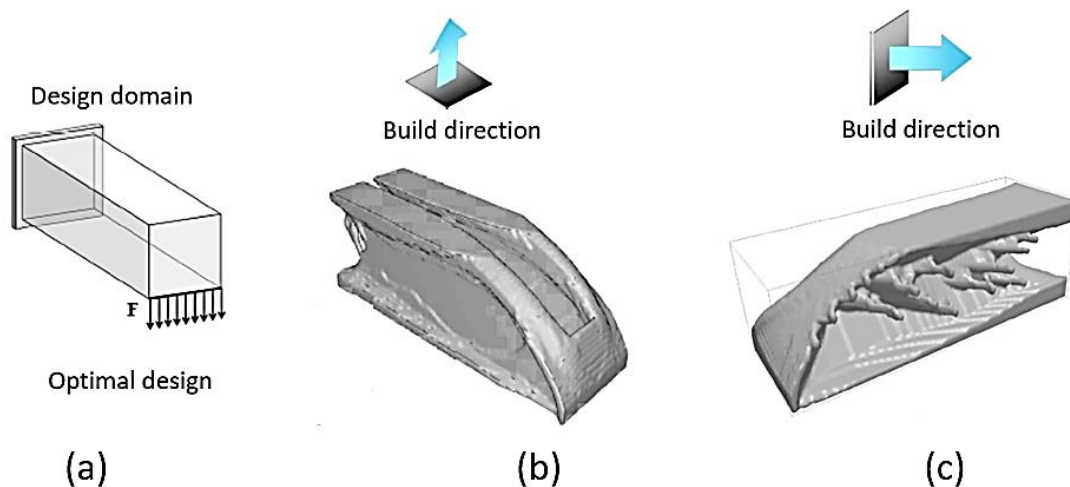 Design domain
F
Optimal design
(a)
Build direction
(b)
Build direction
(c)